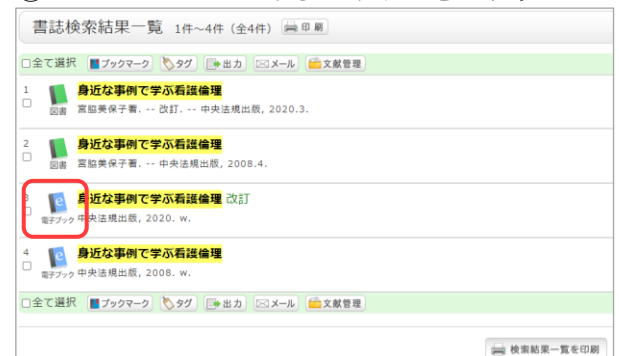 書誌検索結果一覧 1件～4件（全4件） 印刷
全て選択 ブックマーク タグ 出力 メール 文献管理
1 身近な事例で学ぶ看護倫理
図書 宮脇美保子著. -- 改訂. -- 中央法規出版, 2020.3.
2 身近な事例で学ぶ看護倫理
図書 宮脇美保子著. -- 中央法規出版, 2008.4.
3 身近な事例で学ぶ看護倫理 改訂
電子ブック 中央法規出版, 2020. w.
4 身近な事例で学ぶ看護倫理
電子ブック 中央法規出版, 2008. w.
全て選択 ブックマーク タグ 出力 メール 文献管理
検索結果一覧を印刷